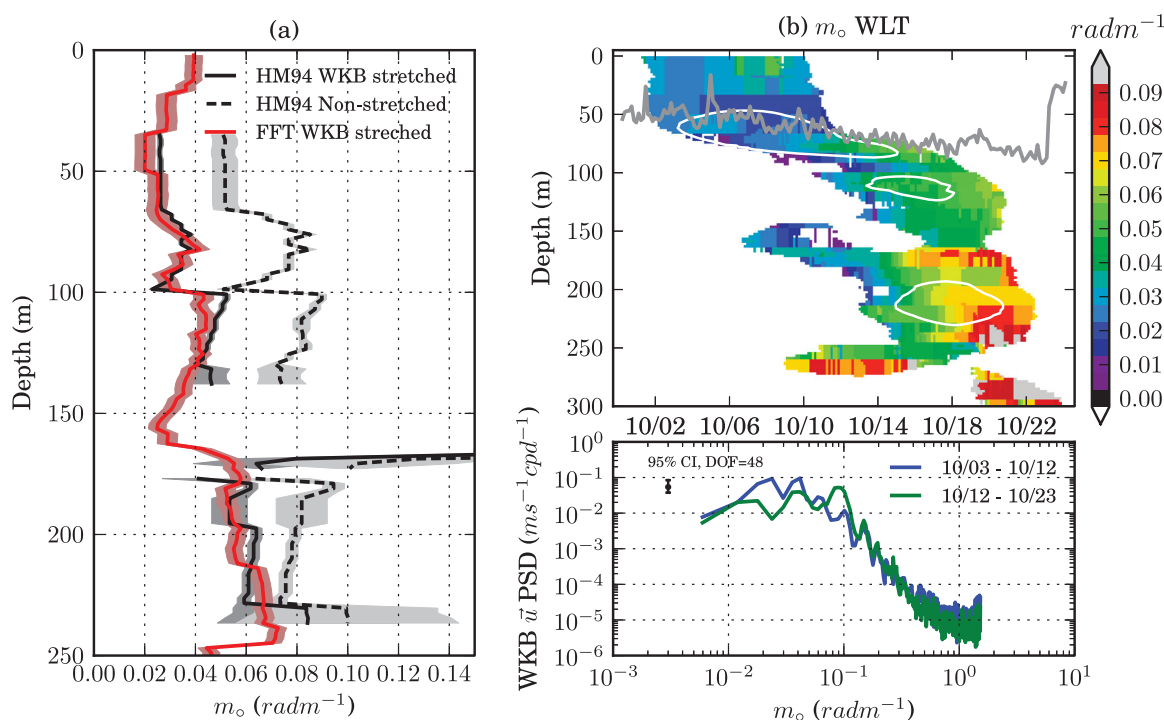 (a)
0
50
100
150
200
250
Depth (m)
HM94 WKB stretched
HM94 Non-stretched
FFT WKB streched
0.00 0.02 0.04 0.06 0.08 0.10 0.12 0.14
m∘ (radm⁻¹)
(b) m∘ WLT
radm⁻¹
0
50
100
150
200
250
300
Depth (m)
10/02 10/06 10/10 10/14 10/18 10/22
0.09
0.08
0.07
0.06
0.05
0.04
0.03
0.02
0.01
0.00
10⁰
10⁻¹
10⁻²
10⁻³
10⁻⁴
10⁻⁵
10⁻⁶
WKB u⃗ PSD (ms⁻¹cpd⁻¹)
95% CI, DOF=48
10/03 - 10/12
10/12 - 10/23
10⁻³ 10⁻² 10⁻¹ 10⁰ 10¹
m∘ (radm⁻¹)